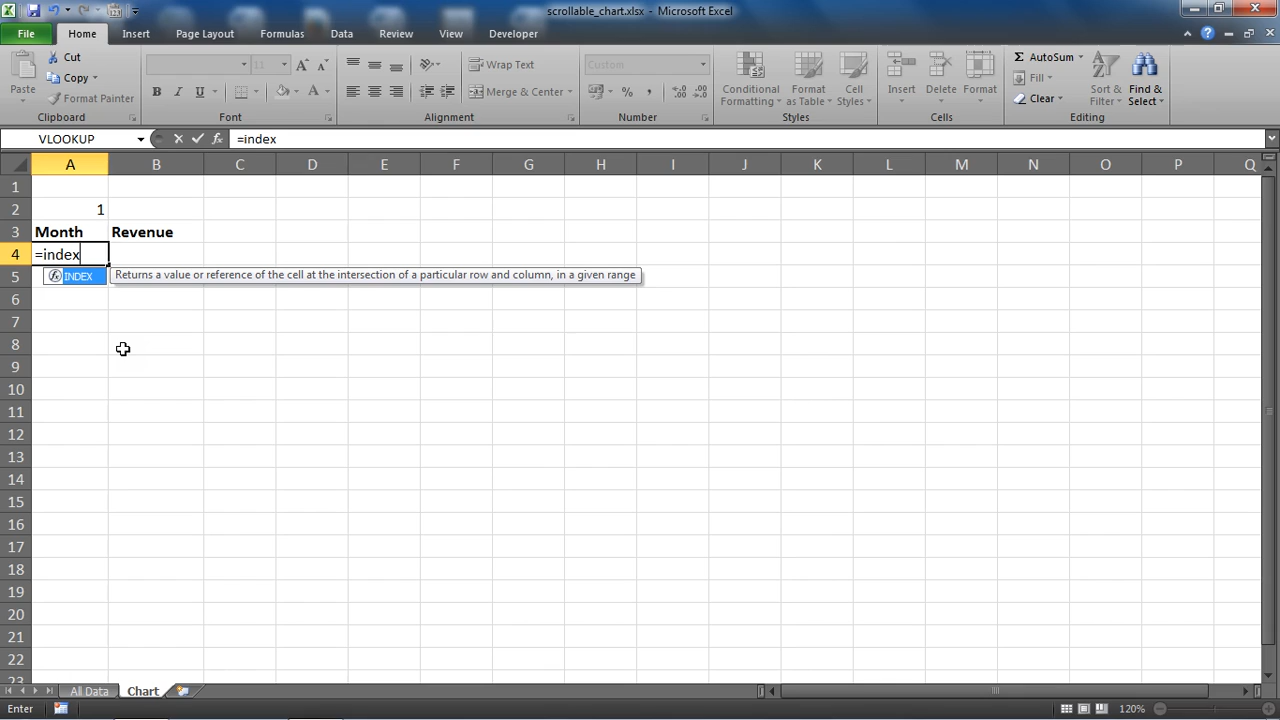 scrollable_chart.xlsx - Microsoft Excel
File Home Insert Page Layout Formulas Data Review View Developer
Paste
Cut
Copy
Format Painter
Clipboard
11
A A
B I U A
Font
Wrap Text
Merge & Center
Alignment
Custom
% , .00
Number
Conditional Formatting
Format as Table
Cell Styles
Styles
Insert Delete Format
Cells
Σ AutoSum
Fill
Clear
Sort & Filter
Find & Select
Editing
VLOOKUP fx =index
A B C D E F G H I J K L M N O P Q
1
2 1
3 Month Revenue
4 =index
5 INDEX Returns a value or reference of the cell at the intersection of a particular row and column, in a given range
6
7
8
9
10
11
12
13
14
15
16
17
18
19
20
21
22
23
All Data Chart
Enter 120%